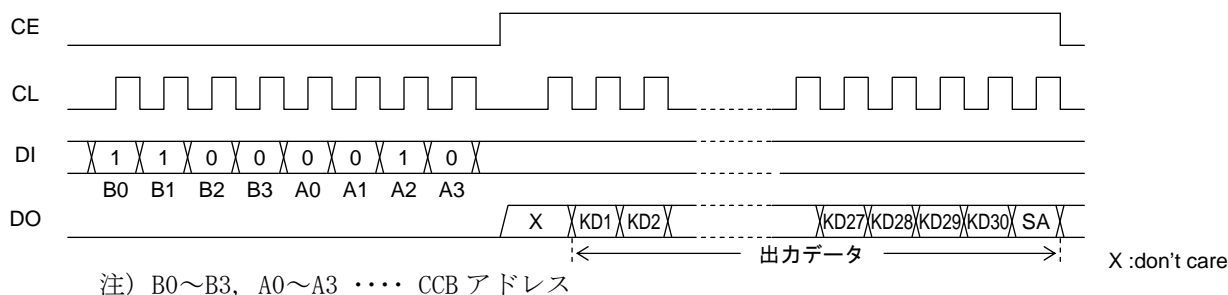 CE
CL
DI 1 1 0 0 0 0 1 0
B0 B1 B2 B3 A0 A1 A2 A3
DO X KD1 KD2 KD27 KD28 KD29 KD30 SA
出力データ
X :don't care
注) B0～B3, A0～A3 ････ CCB アドレス